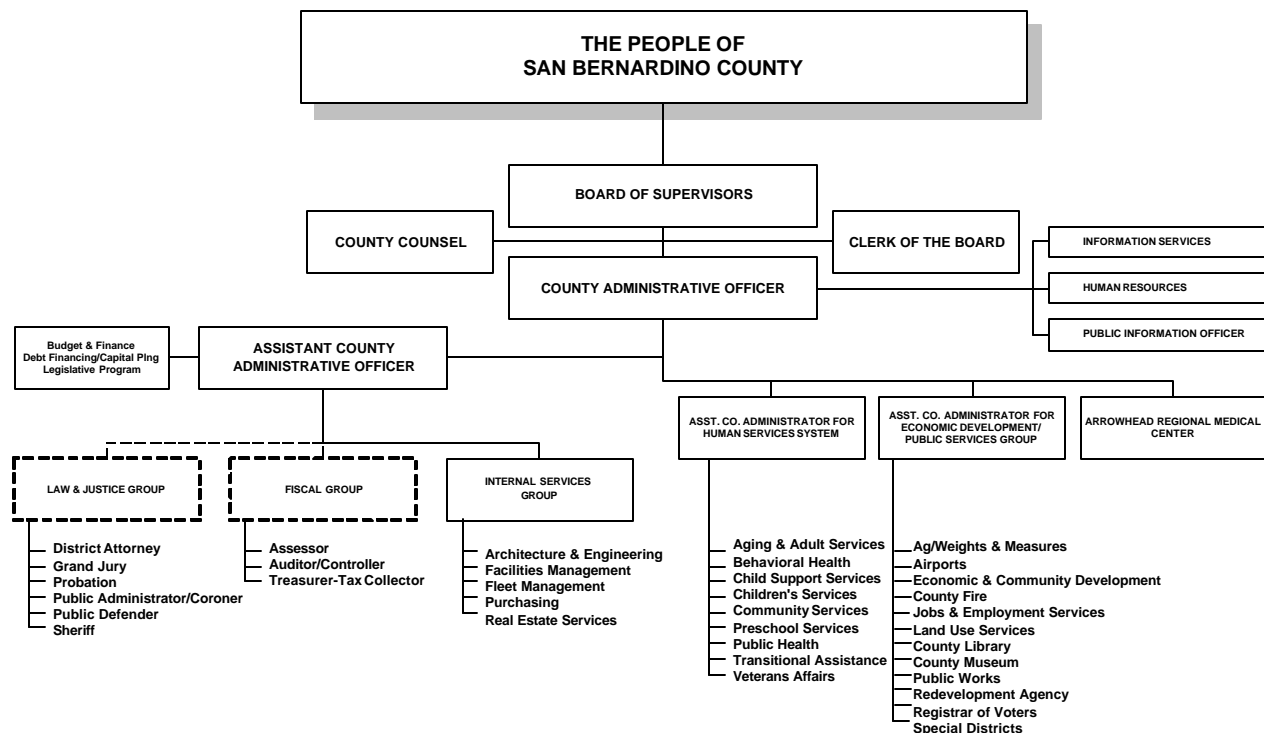 THE PEOPLE OF
SAN BERNARDINO COUNTY
BOARD OF SUPERVISORS
COUNTY COUNSEL
CLERK OF THE BOARD
COUNTY ADMINISTRATIVE OFFICER
INFORMATION SERVICES
HUMAN RESOURCES
PUBLIC INFORMATION OFFICER
Budget & Finance
Debt Financing/Capital Plng
Legislative Program
ASSISTANT COUNTY
ADMINISTRATIVE OFFICER
ASST. CO. ADMINISTRATOR FOR
HUMAN SERVICES SYSTEM
ASST. CO. ADMINISTRATOR FOR
ECONOMIC DEVELOPMENT/
PUBLIC SERVICES GROUP
ARROWHEAD REGIONAL MEDICAL
CENTER
LAW & JUSTICE GROUP
FISCAL GROUP
INTERNAL SERVICES
GROUP
District Attorney
Grand Jury
Probation
Public Administrator/Coroner
Public Defender
Sheriff
Assessor
Auditor/Controller
Treasurer-Tax Collector
Architecture & Engineering
Facilities Management
Fleet Management
Purchasing
Real Estate Services
Aging & Adult Services
Behavioral Health
Child Support Services
Children's Services
Community Services
Preschool Services
Public Health
Transitional Assistance
Veterans Affairs
Ag/Weights & Measures
Airports
Economic & Community Development
County Fire
Jobs & Employment Services
Land Use Services
County Library
County Museum
Public Works
Redevelopment Agency
Registrar of Voters
Special Districts